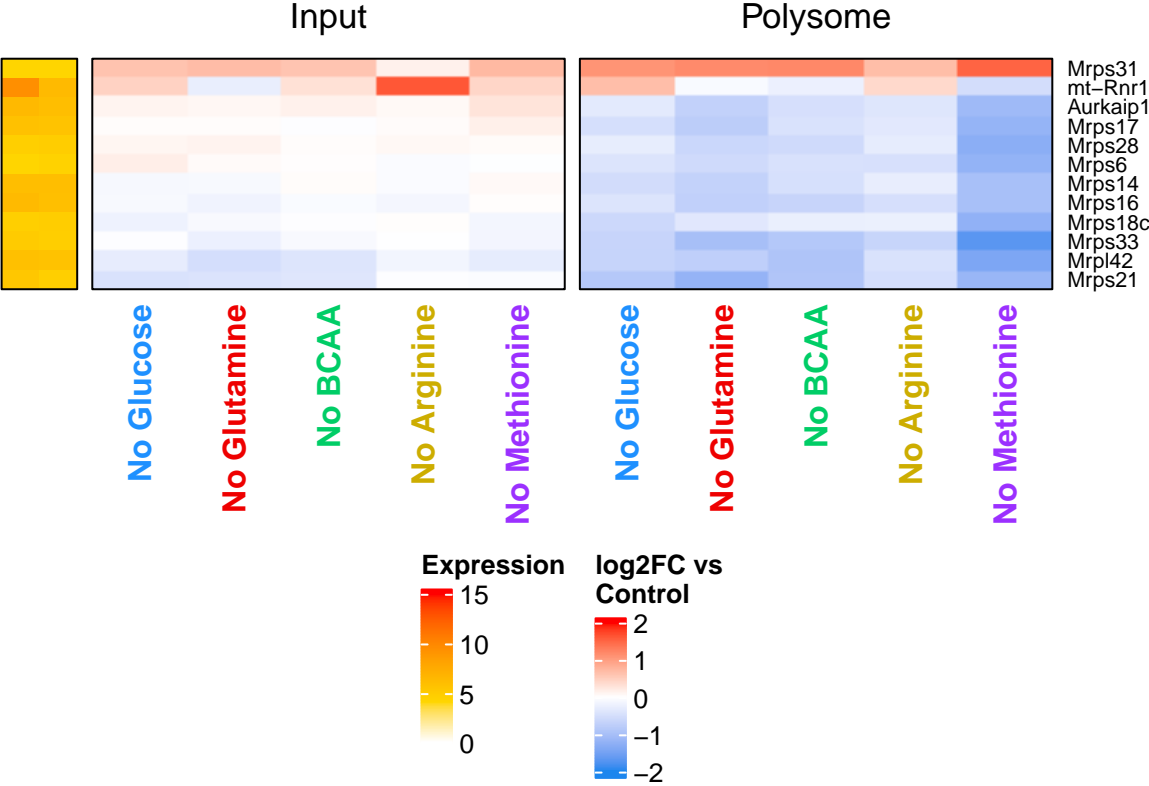 Input Polysome
Mrps31
mt−Rnr1
Aurkaip1
Mrps17
Mrps28
Mrps6
Mrps14
Mrps16
Mrps18c
Mrps33
Mrpl42
Mrps21
No Glucose
No Glutamine
No BCAA
No Arginine
No Methionine
No Glucose
No Glutamine
No BCAA
No Arginine
No Methionine
Expression
15
10
5
0
log2FC vs
Control
2
1
0
−1
−2